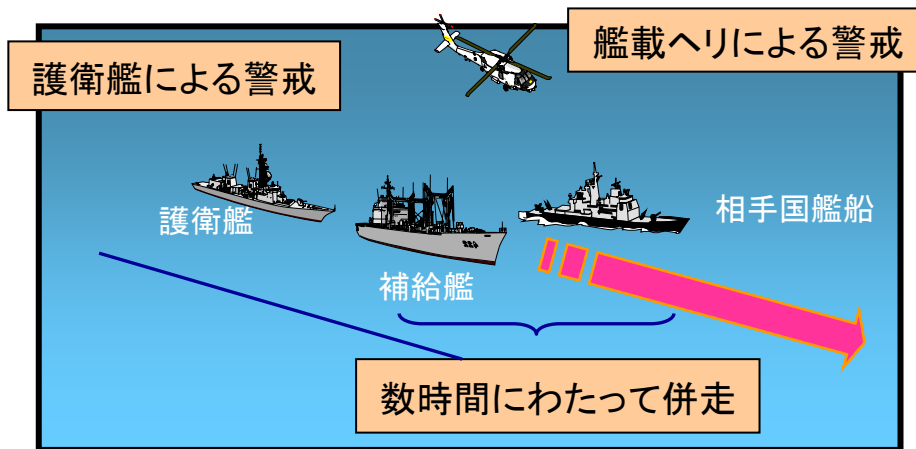 艦載ヘリによる警戒
護衛艦による警戒
護衛艦
補給艦
相手国艦船
数時間にわたって併走